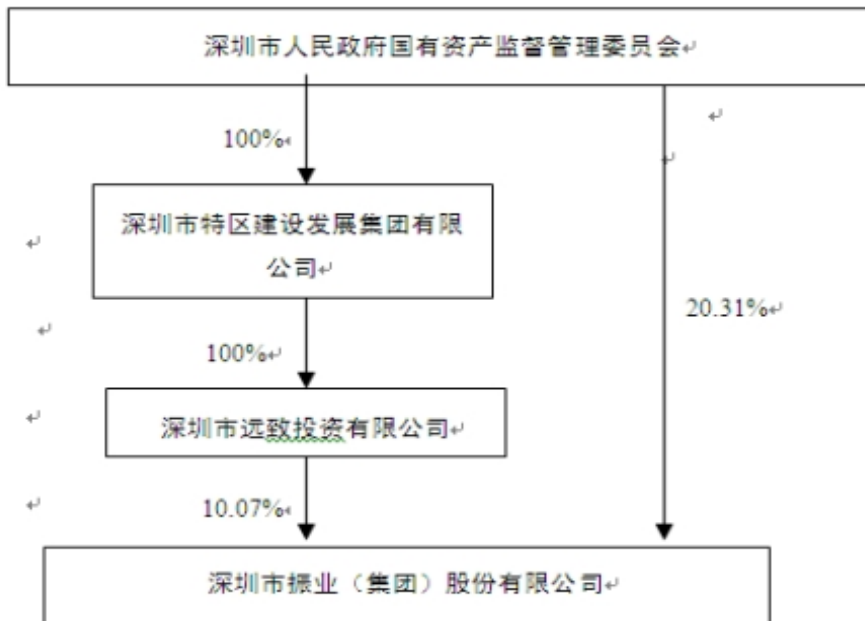 深圳市人民政府国有资产监督管理委员会
100%
深圳市特区建设发展集团有限
公司
20.31%
100%
深圳市远致投资有限公司
10.07%
深圳市振业（集团）股份有限公司